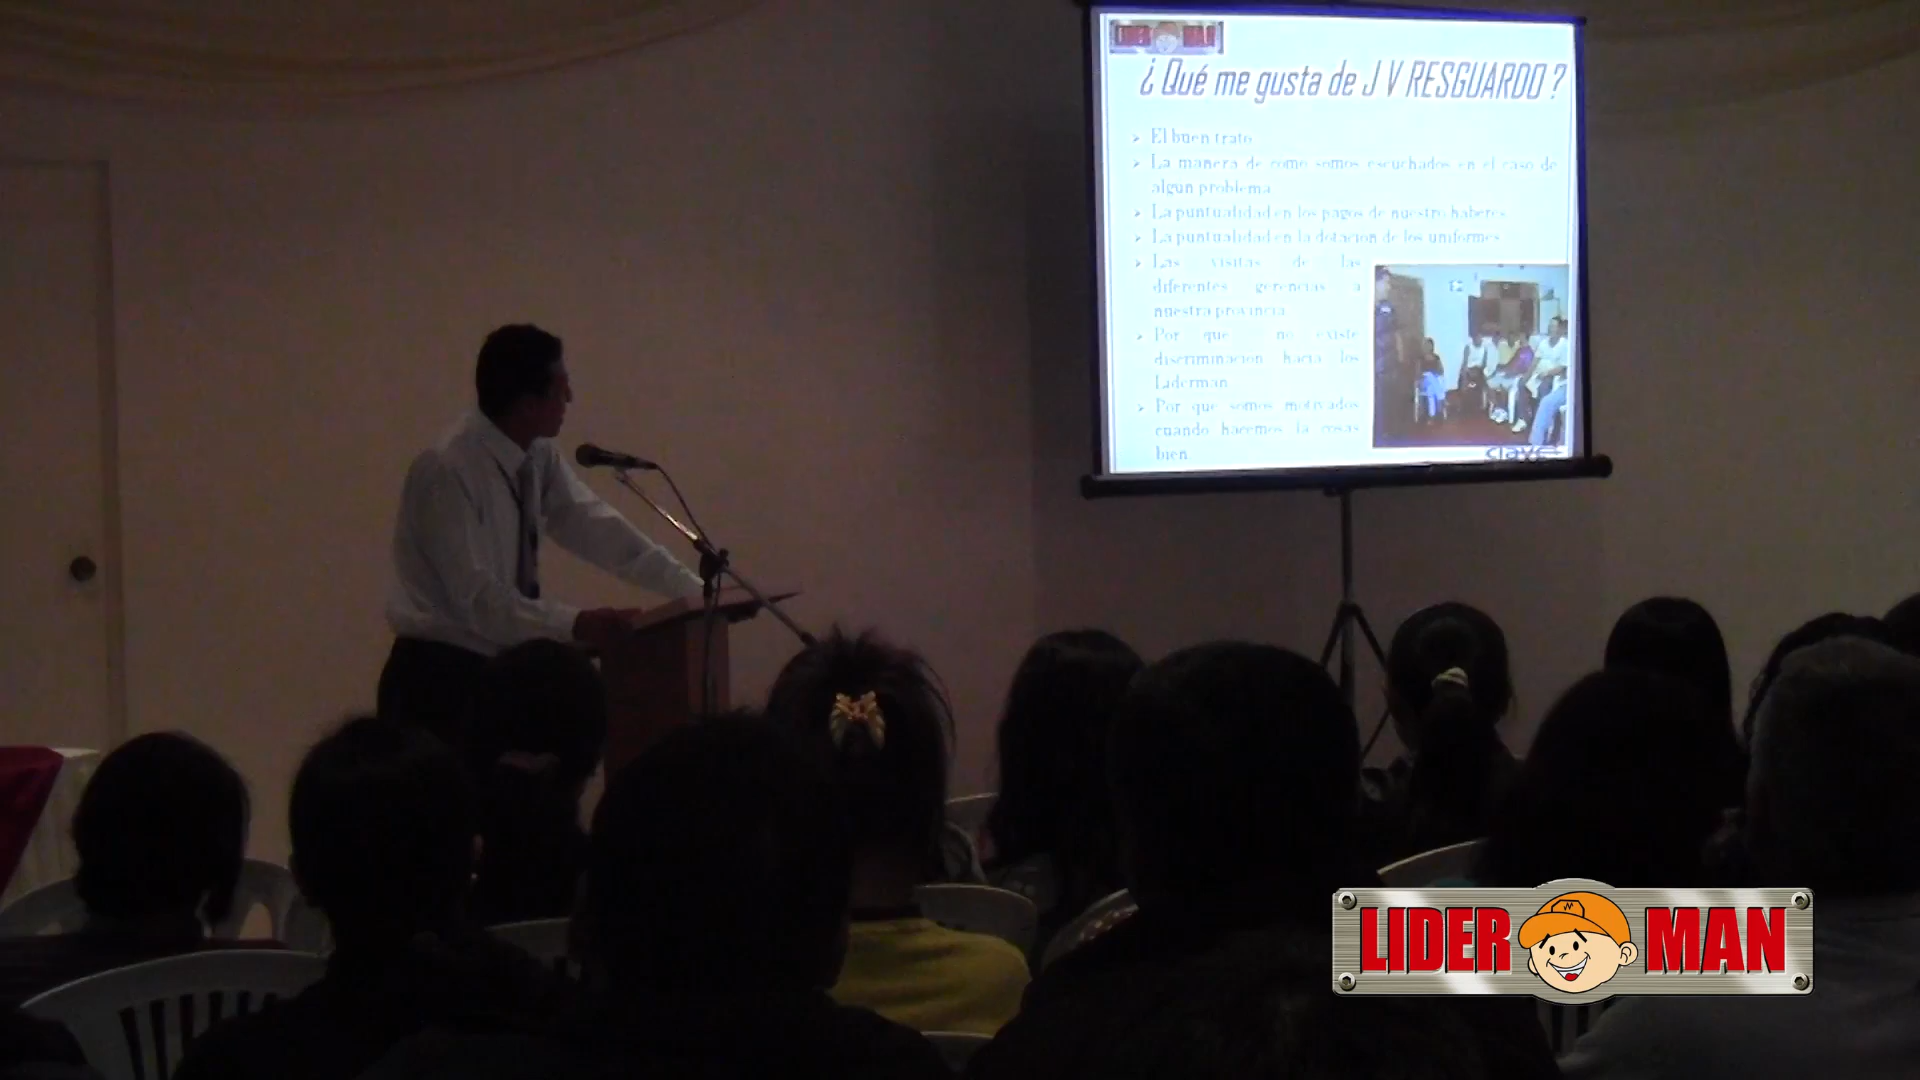 LIDER MAN
¿ Qué me gusta de J V RESGUARDO ?
El buen trato
La manera de como somos escuchados en el caso de
algun problema
La puntualidad en los pagos de nuestro haberes
La puntualidad en la dotacion de los uniformes
Las visitas de las
diferentes gerencias a
nuestra provincia
Por que no existe
discriminacion hacia los
Liderman
Por que somos motivados
cuando hacemos la cosas
bien
clave
LIDER MAN